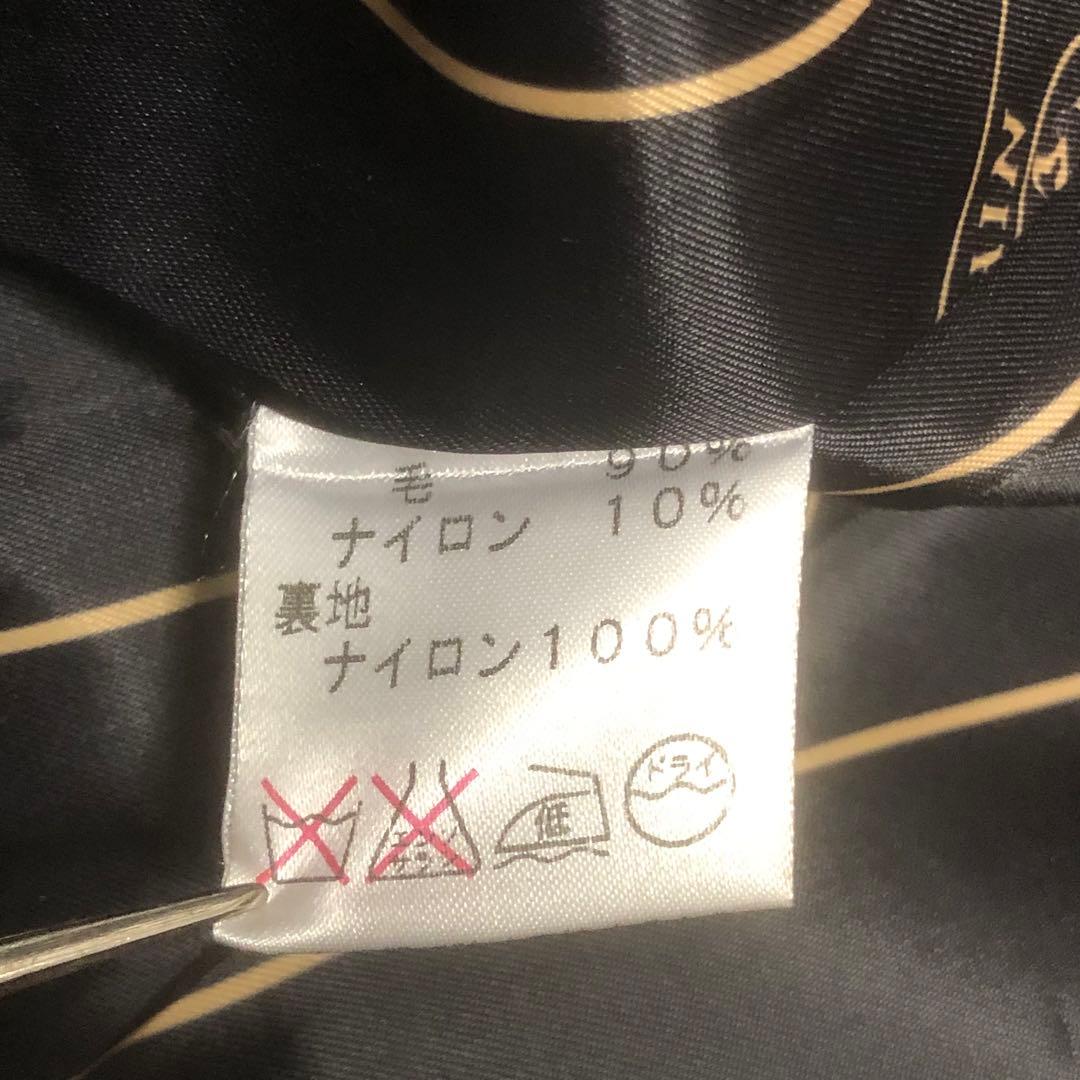 毛 90%
ナイロン 10%
裏地
ナイロン100%
低
ドライ